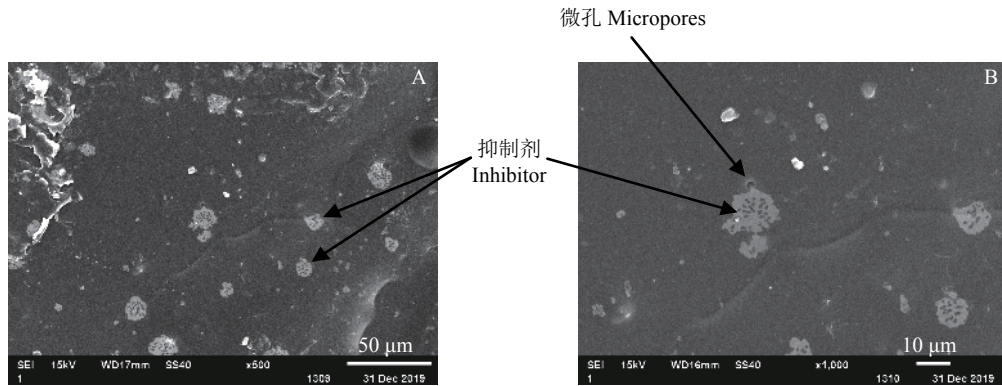 微孔 Micropores
A
B
抑制剂
Inhibitor
50 μm
10 μm
SEI 15kV WD17mm SS40 x500
1 1309 31 Dec 2019
SEI 15kV WD16mm SS40 x1,000
1 1310 31 Dec 2019